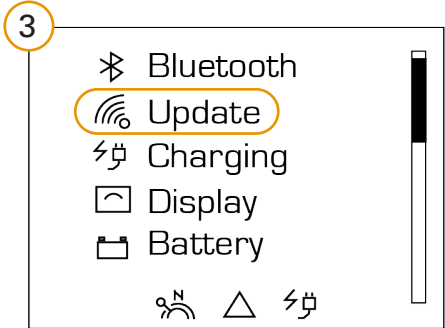 3
Bluetooth
Update
Charging
Display
Battery
N